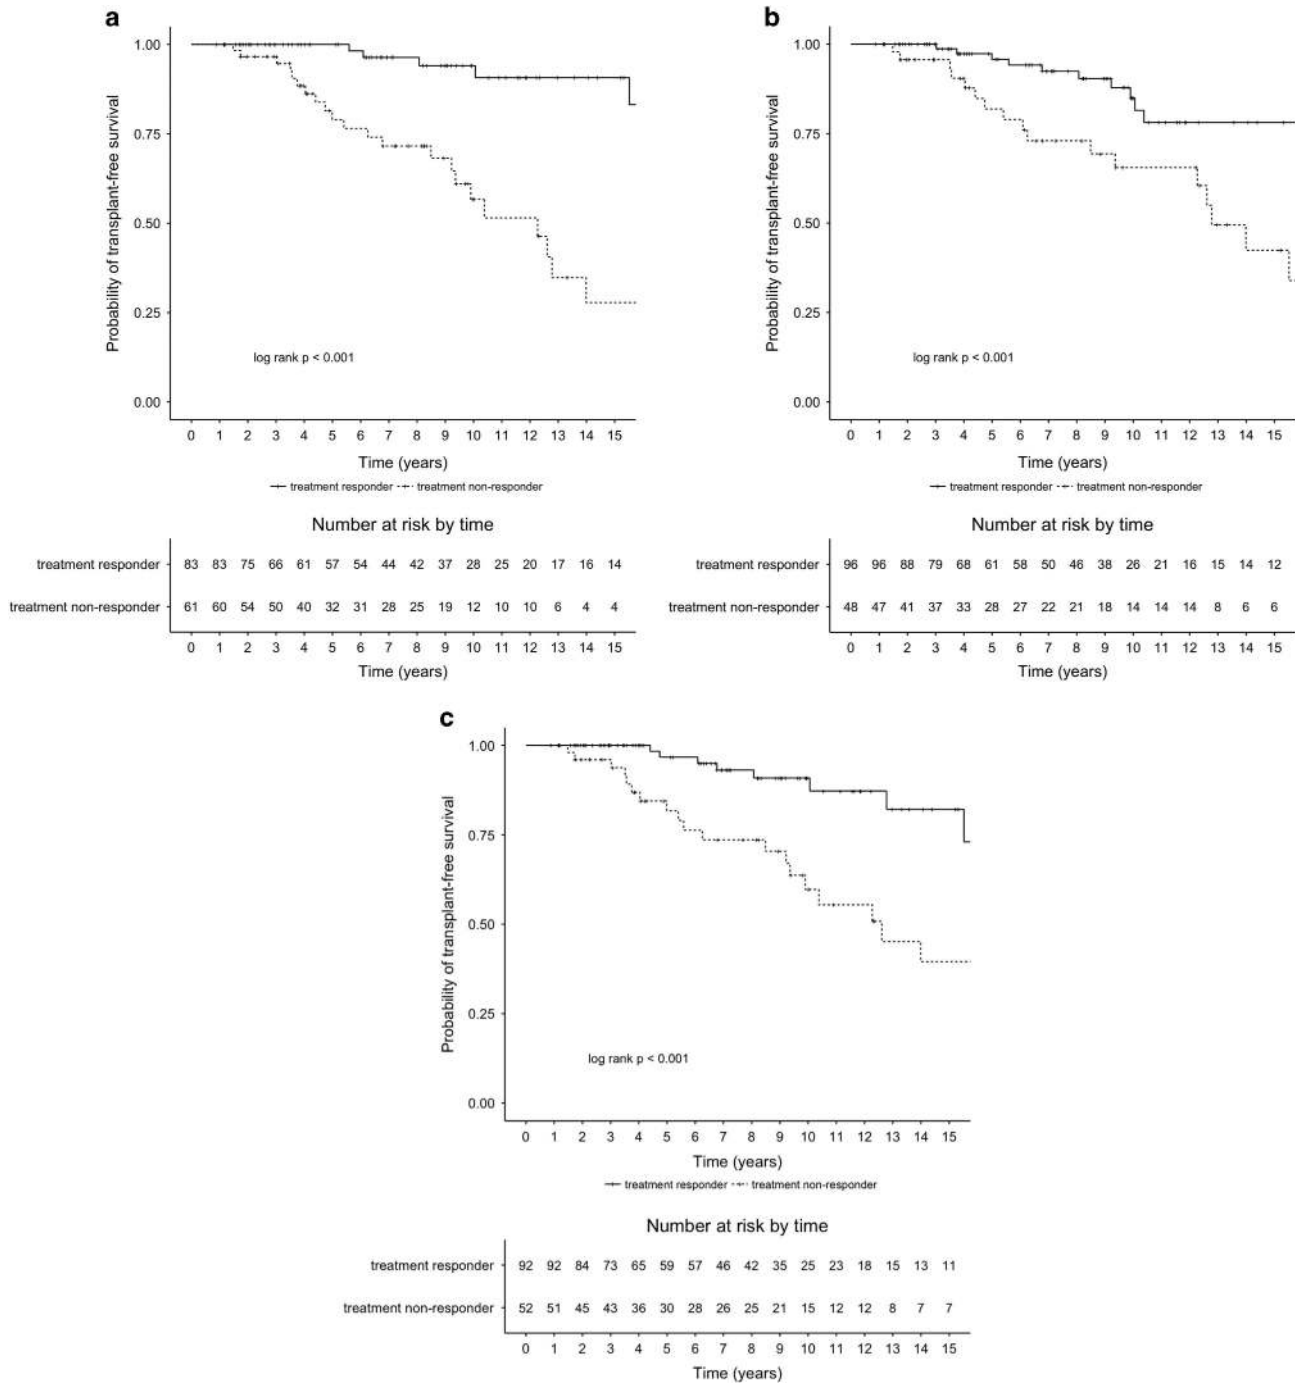 a
Probability of transplant-free survival
1.00
0.75
0.50
0.25
0.00
log rank p < 0.001
0 1 2 3 4 5 6 7 8 9 10 11 12 13 14 15
Time (years)
treatment responder treatment non-responder
Number at risk by time
treatment responder 83 83 75 66 61 57 54 44 42 37 28 25 20 17 16 14
treatment non-responder 61 60 54 50 40 32 31 28 25 19 12 10 10 6 4 4
0 1 2 3 4 5 6 7 8 9 10 11 12 13 14 15
Time (years)
b
Probability of transplant-free survival
1.00
0.75
0.50
0.25
0.00
log rank p < 0.001
0 1 2 3 4 5 6 7 8 9 10 11 12 13 14 15
Time (years)
treatment responder treatment non-responder
Number at risk by time
treatment responder 96 96 88 79 68 61 58 50 46 38 26 21 16 15 14 12
treatment non-responder 48 47 41 37 33 28 27 22 21 18 14 14 14 8 6 6
0 1 2 3 4 5 6 7 8 9 10 11 12 13 14 15
Time (years)
c
Probability of transplant-free survival
1.00
0.75
0.50
0.25
0.00
log rank p < 0.001
0 1 2 3 4 5 6 7 8 9 10 11 12 13 14 15
Time (years)
treatment responder treatment non-responder
Number at risk by time
treatment responder 92 92 84 73 65 59 57 46 42 35 25 23 18 15 13 11
treatment non-responder 52 51 45 43 36 30 28 26 25 21 15 12 12 8 7 7
0 1 2 3 4 5 6 7 8 9 10 11 12 13 14 15
Time (years)